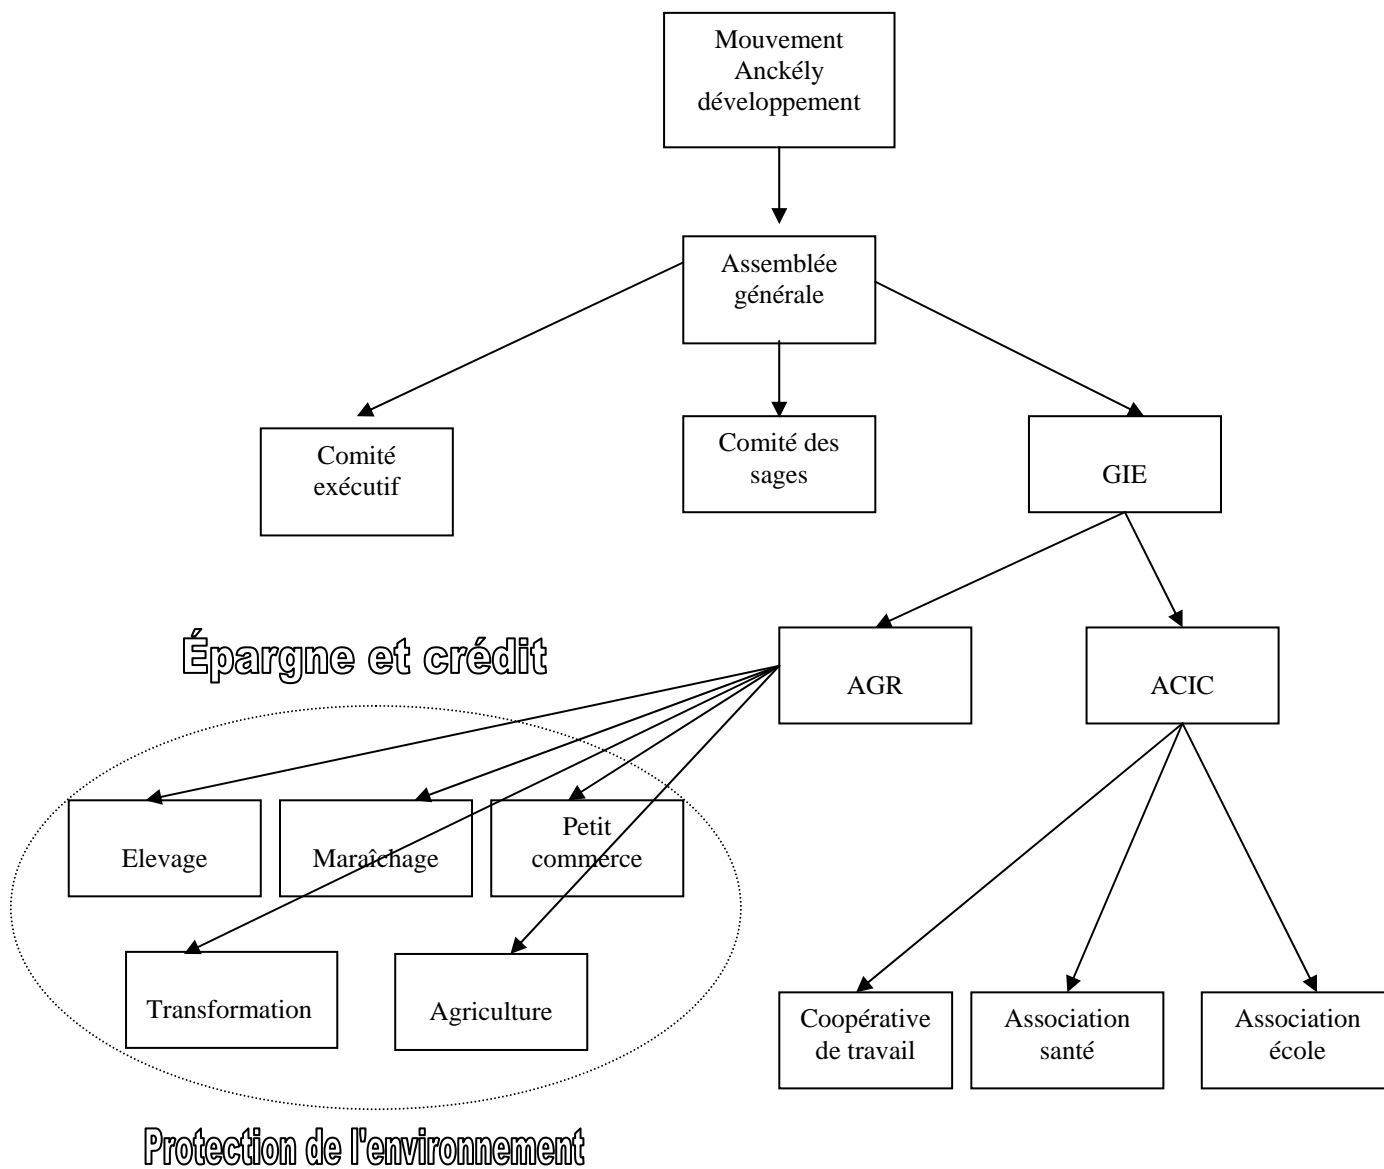 Mouvement
Anckély
développement
Assemblée
générale
Comité
exécutif
Comité des
sages
GIE
Épargne et crédit
AGR
ACIC
Elevage
Maraîchage
Petit
commerce
Transformation
Agriculture
Coopérative
de travail
Association
santé
Association
école
Protection de l'environnement